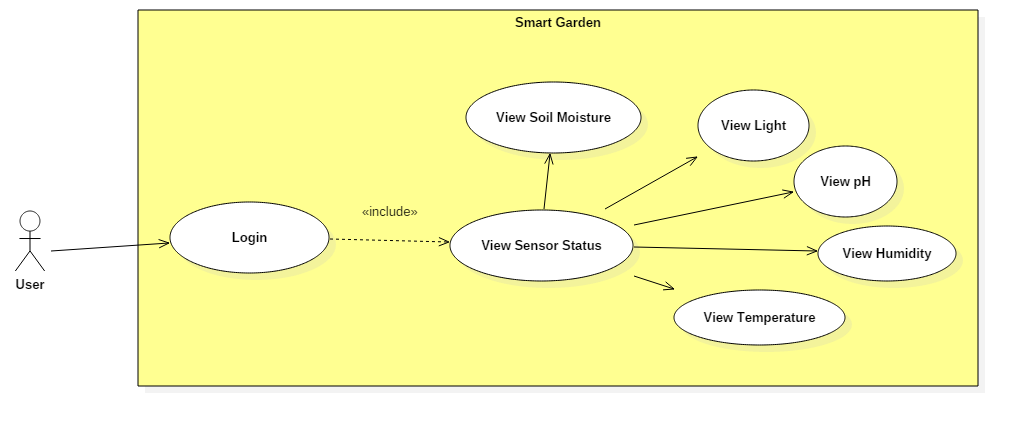 Smart Garden
View Soil Moisture
View Light
View pH
«include»
Login
View Sensor Status
View Humidity
User
View Temperature